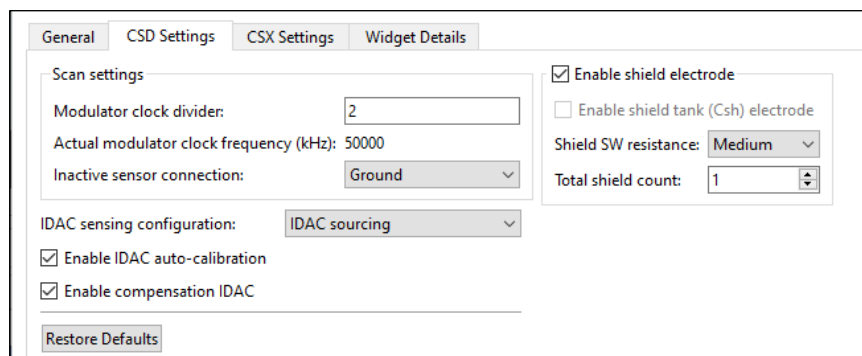 General CSD Settings CSX Settings Widget Details
Scan settings
Modulator clock divider: 2
Actual modulator clock frequency (kHz): 50000
Inactive sensor connection: Ground
Enable shield electrode
Enable shield tank (Csh) electrode
Shield SW resistance: Medium
Total shield count: 1
IDAC sensing configuration: IDAC sourcing
Enable IDAC auto-calibration
Enable compensation IDAC
Restore Defaults